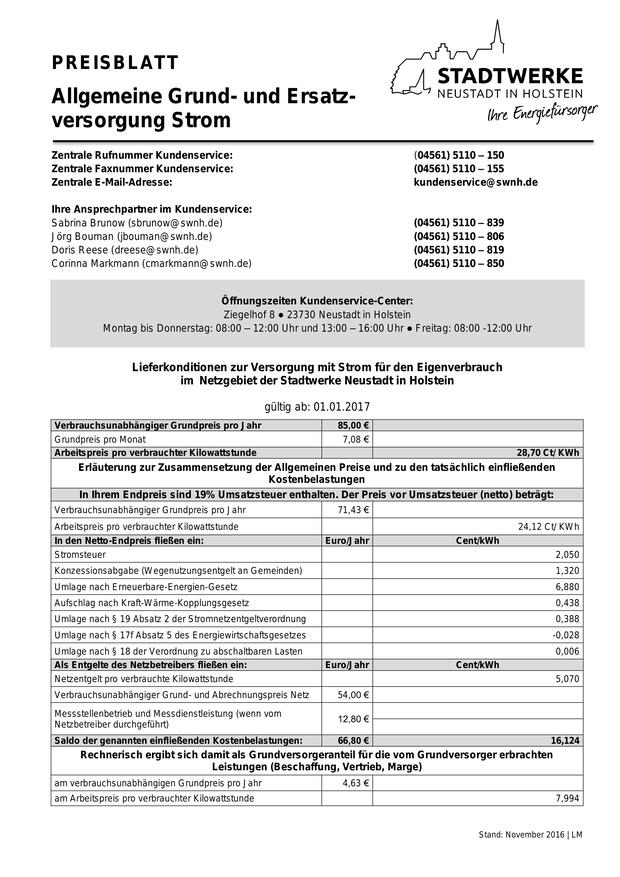 PREISBLATT
Allgemeine Grund- und Ersatz-
versorgung Strom
STADTWERKE
NEUSTADT IN HOLSTEIN
Ihre Energiefürsorger
Zentrale Rufnummer Kundenservice: (04561) 5110 – 150
Zentrale Faxnummer Kundenservice: (04561) 5110 – 155
Zentrale E-Mail-Adresse: kundenservice@swnh.de
Ihre Ansprechpartner im Kundenservice:
Sabrina Brunow (sbrunow@swnh.de) (04561) 5110 – 839
Jörg Bouman (jbouman@swnh.de) (04561) 5110 – 806
Doris Reese (dreese@swnh.de) (04561) 5110 – 819
Corinna Markmann (cmarkmann@swnh.de) (04561) 5110 – 850
Öffnungszeiten Kundenservice-Center:
Ziegelhof 8 ● 23730 Neustadt in Holstein
Montag bis Donnerstag: 08:00 – 12:00 Uhr und 13:00 – 16:00 Uhr ● Freitag: 08:00 -12:00 Uhr
Lieferkonditionen zur Versorgung mit Strom für den Eigenverbrauch
im Netzgebiet der Stadtwerke Neustadt in Holstein
gültig ab: 01.01.2017
Verbrauchsunabhängiger Grundpreis pro Jahr 85,00 €
Grundpreis pro Monat 7,08 €
Arbeitspreis pro verbrauchter Kilowattstunde 28,70 Ct/KWh
Erläuterung zur Zusammensetzung der Allgemeinen Preise und zu den tatsächlich einfließenden
Kostenbelastungen
In Ihrem Endpreis sind 19% Umsatzsteuer enthalten. Der Preis vor Umsatzsteuer (netto) beträgt:
Verbrauchsunabhängiger Grundpreis pro Jahr 71,43 €
Arbeitspreis pro verbrauchter Kilowattstunde 24,12 Ct/KWh
In den Netto-Endpreis fließen ein: Euro/Jahr Cent/kWh
Stromsteuer 2,050
Konzessionsabgabe (Wegenutzungsentgelt an Gemeinden) 1,320
Umlage nach Erneuerbare-Energien-Gesetz 6,880
Aufschlag nach Kraft-Wärme-Kopplungsgesetz 0,438
Umlage nach § 19 Absatz 2 der Stromnetzentgeltverordnung 0,388
Umlage nach § 17f Absatz 5 des Energiewirtschaftsgesetzes -0,028
Umlage nach § 18 der Verordnung zu abschaltbaren Lasten 0,006
Als Entgelte des Netzbetreibers fließen ein: Euro/Jahr Cent/kWh
Netzentgelt pro verbrauchte Kilowattstunde 5,070
Verbrauchsunabhängiger Grund- und Abrechnungspreis Netz 54,00 €
Messstellenbetrieb und Messdienstleistung (wenn vom
Netzbetreiber durchgeführt) 12,80 €
Saldo der genannten einfließenden Kostenbelastungen: 66,80 € 16,124
Rechnerisch ergibt sich damit als Grundversorgeranteil für die vom Grundversorger erbrachten
Leistungen (Beschaffung, Vertrieb, Marge)
am verbrauchsunabhängigen Grundpreis pro Jahr 4,63 €
am Arbeitspreis pro verbrauchter Kilowattstunde 7,994
Stand: November 2016 | LM